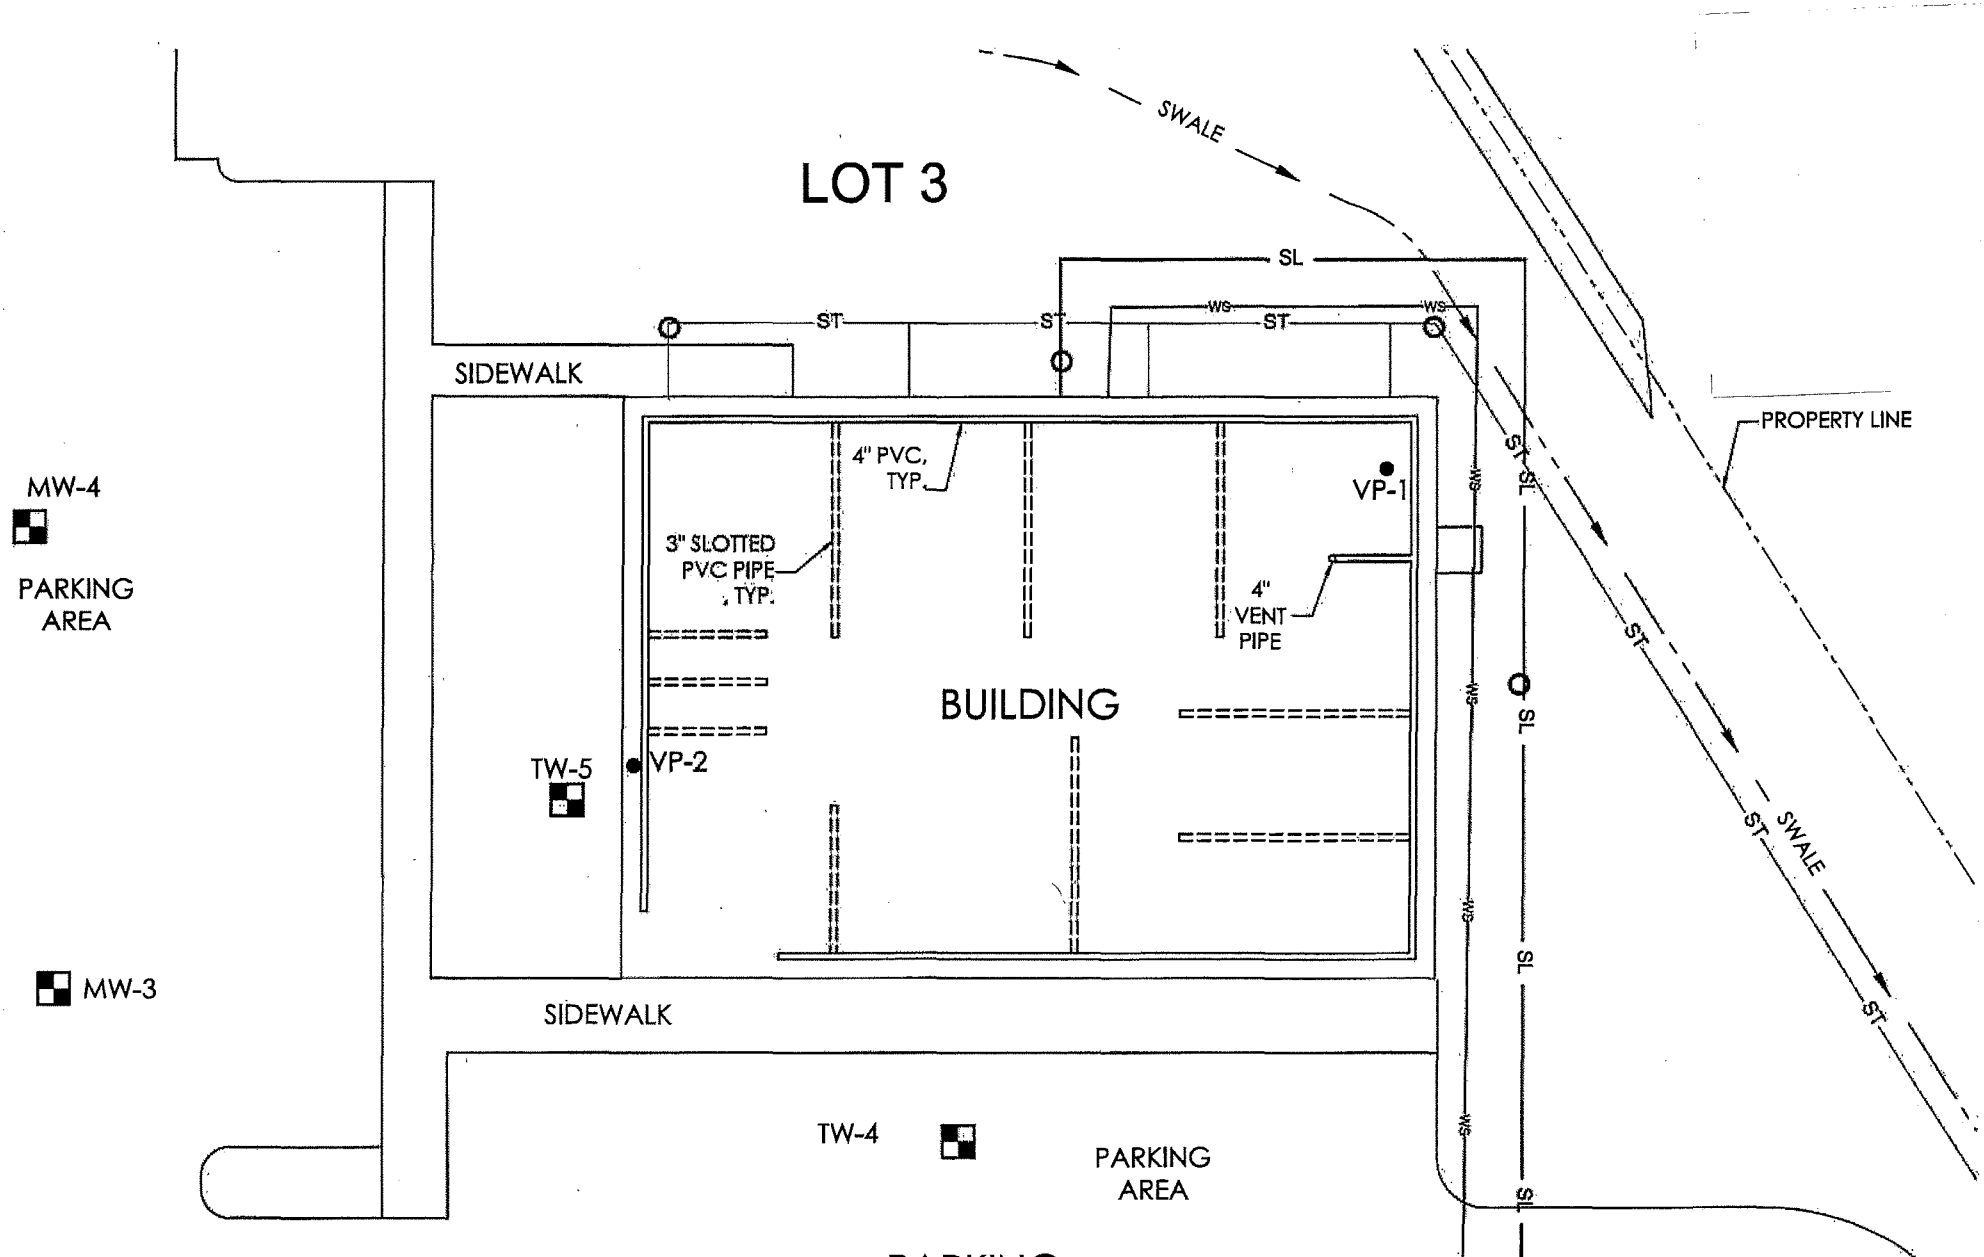 SWALE
LOT 3
SL
WS
WS
ST
ST
ST
SIDEWALK
PROPERTY LINE
4" PVC,
TYP.
ST
SL
WS
VP-1
MW-4
3" SLOTTED
PVC PIPE
TYP.
PARKING
AREA
4"
VENT
PIPE
ST
WS
BUILDING
SL
VP-2
TW-5
ST
SWALE
WS
SL
MW-3
SIDEWALK
ST
WS
TW-4
PARKING
AREA
SL